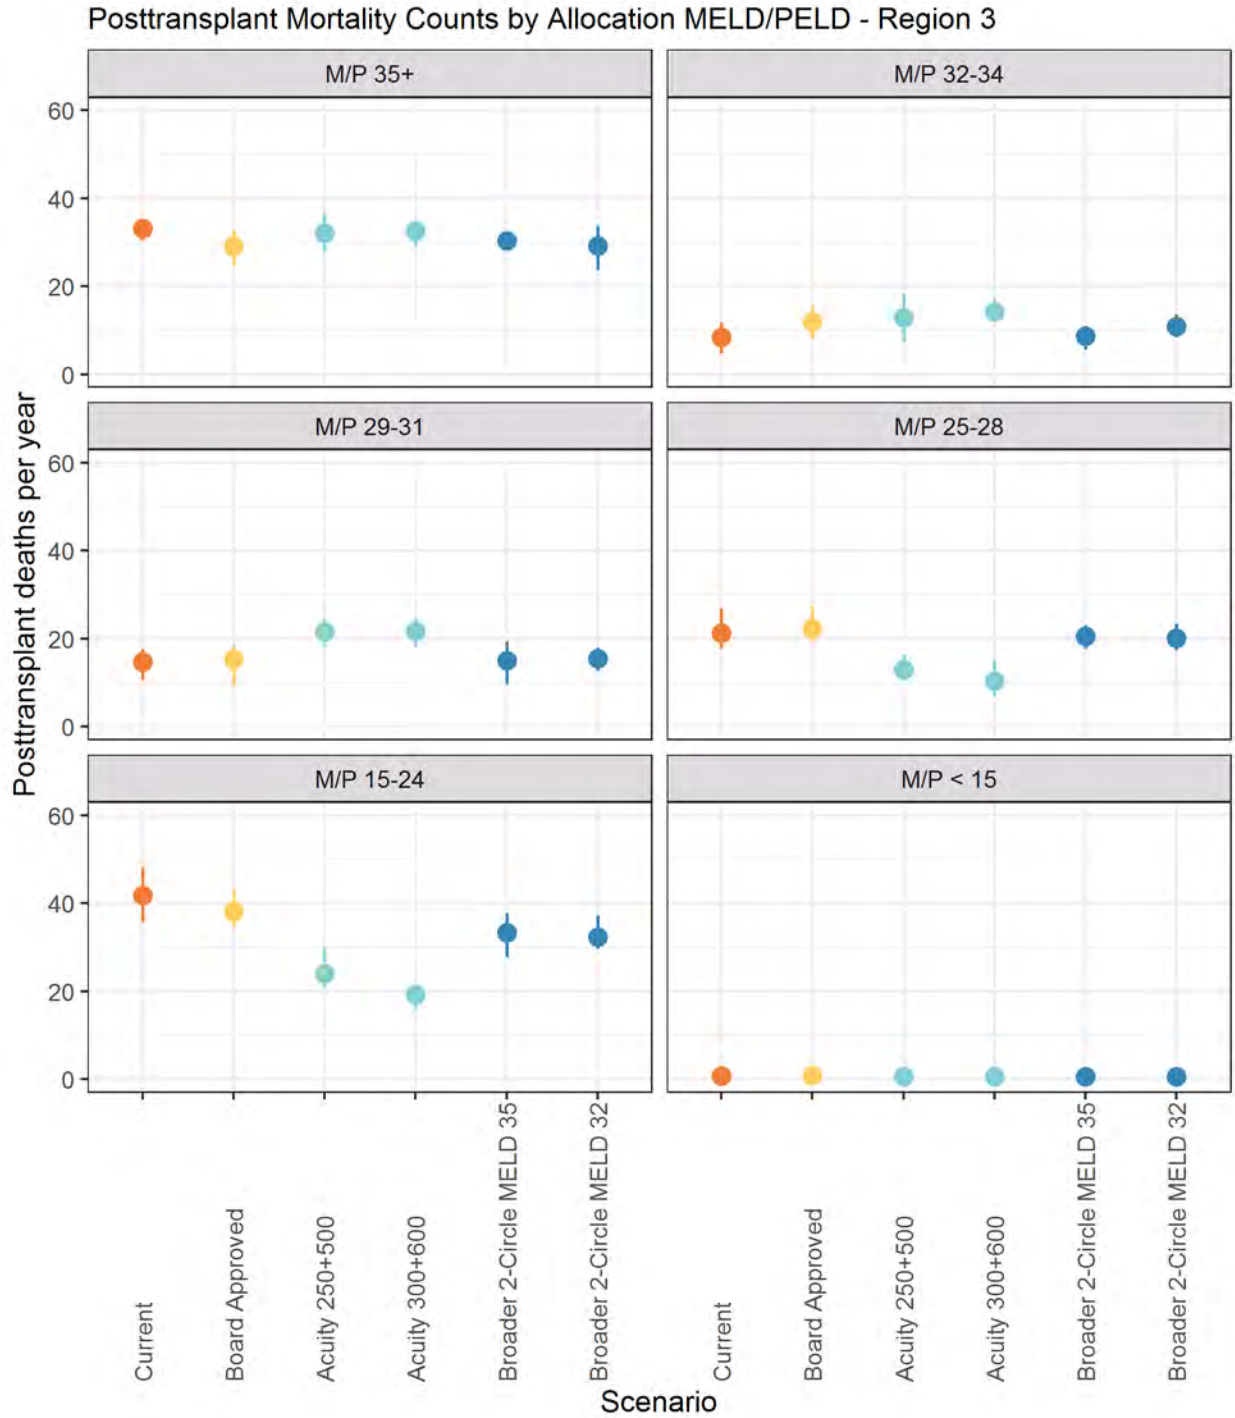 Posttransplant Mortality Counts by Allocation MELD/PELD - Region 3
M/P 35+
M/P 32-34
60
40
20
0
M/P 29-31
M/P 25-28
60
40
20
0
M/P 15-24
M/P < 15
60
40
20
0
Posttransplant deaths per year
Current
Board Approved
Acuity 250+500
Acuity 300+600
Broader 2-Circle MELD 35
Broader 2-Circle MELD 32
Current
Board Approved
Acuity 250+500
Acuity 300+600
Broader 2-Circle MELD 35
Broader 2-Circle MELD 32
Scenario